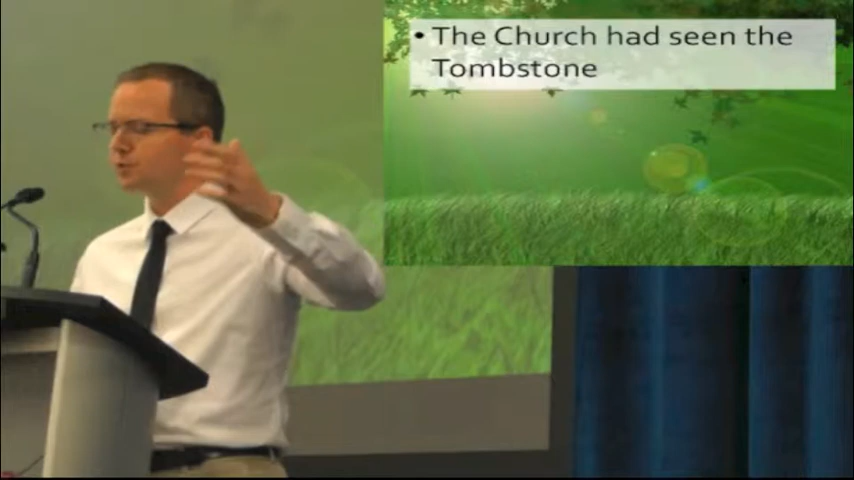 • The Church had seen the
Tombstone